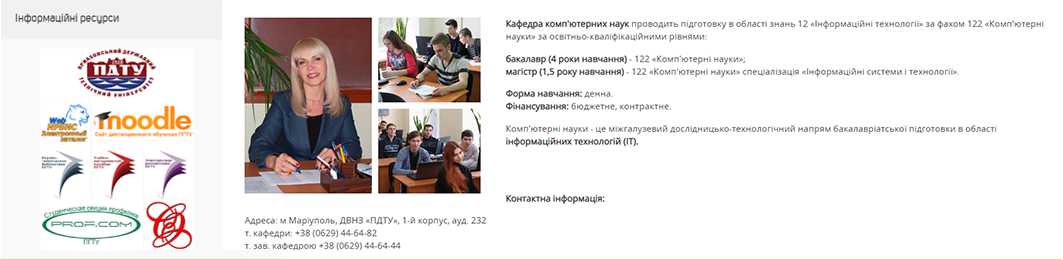 Інформаційні ресурси
ПРИАЗОВСЬКИЙ ДЕРЖАВНИЙ
ПДТУ
ТЕХНІЧНИЙ УНІВЕРСИТЕТ
Web
ИРБИС
Электронный
каталог
moodle
Сайт дистанционного обучения ПГТУ
Студенческая секция профкома
PROF.COM
ПГТУ
Адреса: м Маріуполь, ДВНЗ «ПДТУ», 1-й корпус, ауд. 232
т. кафедри: +38 (0629) 44-64-82
т. зав. кафедрою +38 (0629) 44-64-44
Кафедра комп'ютерних наук проводить підготовку в області знань 12 «Інформаційні технології» за фахом 122 «Комп'ютерні
науки» за освітньо-кваліфікаційними рівнями:
бакалавр (4 роки навчання) - 122 «Комп'ютерні науки»;
магістр (1,5 року навчання) - 122 «Комп'ютерні науки» спеціалізація «Інформаційні системи і технології».
Форма навчання: денна.
Фінансування: бюджетне, контрактне.
Комп'ютерні науки - це міжгалузевий дослідницько-технологічний напрям бакалавріатської підготовки в області
інформаційних технологій (ІТ).
Контактна інформація: